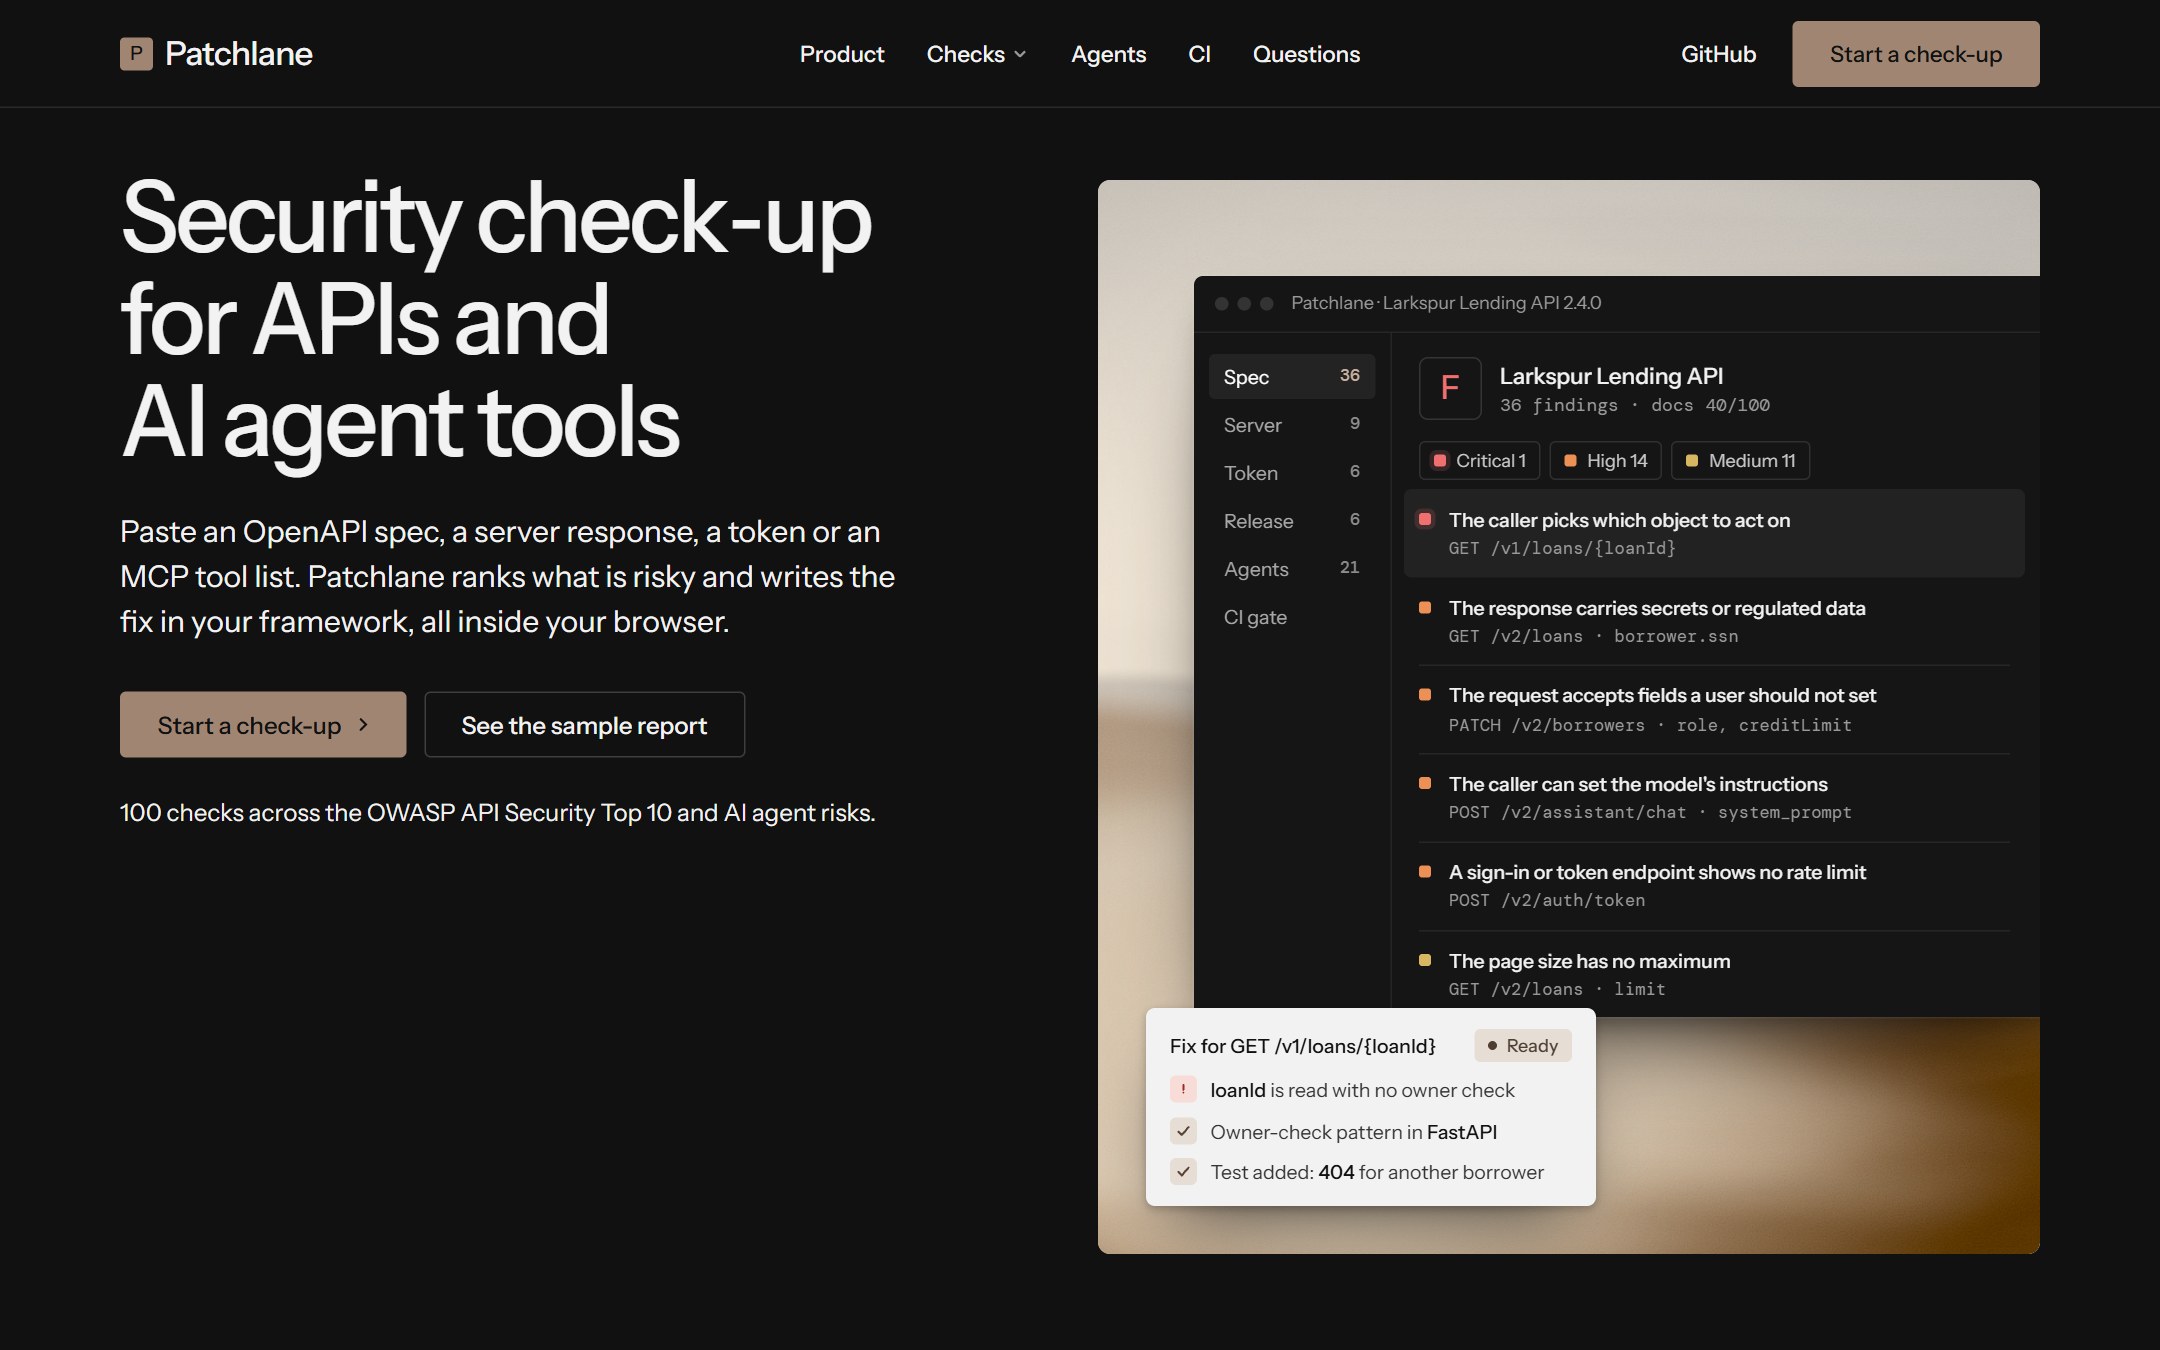 P Patchlane
Product Checks Agents CI Questions
GitHub Start a check-up
Security check-up
for APIs and
AI agent tools
Paste an OpenAPI spec, a server response, a token or an
MCP tool list. Patchlane ranks what is risky and writes the
fix in your framework, all inside your browser.
Start a check-up See the sample report
100 checks across the OWASP API Security Top 10 and AI agent risks.
Patchlane · Larkspur Lending API 2.4.0
Spec 36
Server 9
Token 6
Release 6
Agents 21
CI gate
F
Larkspur Lending API
36 findings · docs 40/100
Critical 1 High 14 Medium 11
The caller picks which object to act on
GET /v1/loans/{loanId}
The response carries secrets or regulated data
GET /v2/loans · borrower.ssn
The request accepts fields a user should not set
PATCH /v2/borrowers · role, creditLimit
The caller can set the model's instructions
POST /v2/assistant/chat · system_prompt
A sign-in or token endpoint shows no rate limit
POST /v2/auth/token
The page size has no maximum
GET /v2/loans · limit
Fix for GET /v1/loans/{loanId} Ready
! loanId is read with no owner check
Owner-check pattern in FastAPI
Test added: 404 for another borrower